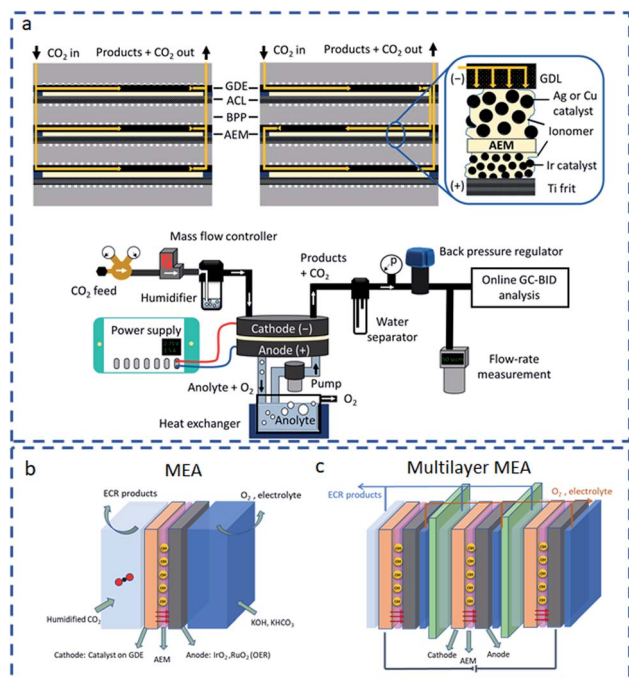 a
CO₂ in
Products + CO₂ out
CO₂ in
Products + CO₂ out
GDE
ACL
BPP
AEM
(−)
GDL
Ag or Cu
catalyst
Ionomer
AEM
Ir catalyst
(+)
Ti frit
Mass flow controller
CO₂ feed
Humidifier
Products
+ CO₂
P
Back pressure regulator
Online GC-BID
analysis
Water
separator
Flow-rate
measurement
Power supply
Cathode (−)
Anode (+)
Anolyte + O₂
Pump
O₂
Anolyte
Heat exchanger
b
MEA
ECR products
O₂ , electrolyte
Humidified CO₂
KOH, KHCO₃
Cathode: Catalyst on GDE
AEM
Anode: IrO₂,RuO₂ (OER)
c
Multilayer MEA
ECR products
O₂ , electrolyte
Cathode
AEM
Anode